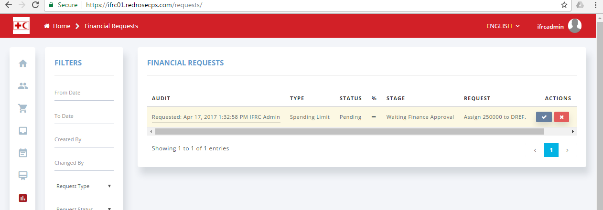 Secure https://ifrc01.redrosecps.com/requests/
Home > Financial Requests ENGLISH ifrcadmin
FILTERS
From Date
To Date
Created By
Changed By
Request Type
Request Status
FINANCIAL REQUESTS
AUDIT TYPE STATUS % STAGE REQUEST ACTIONS
Requested: Apr 17, 2017 1:32:58 PM IFRC Admin Spending Limit Pending — Waiting Finance Approval Assign 250000 to DREF.
Showing 1 to 1 of 1 entries
‹ 1 ›